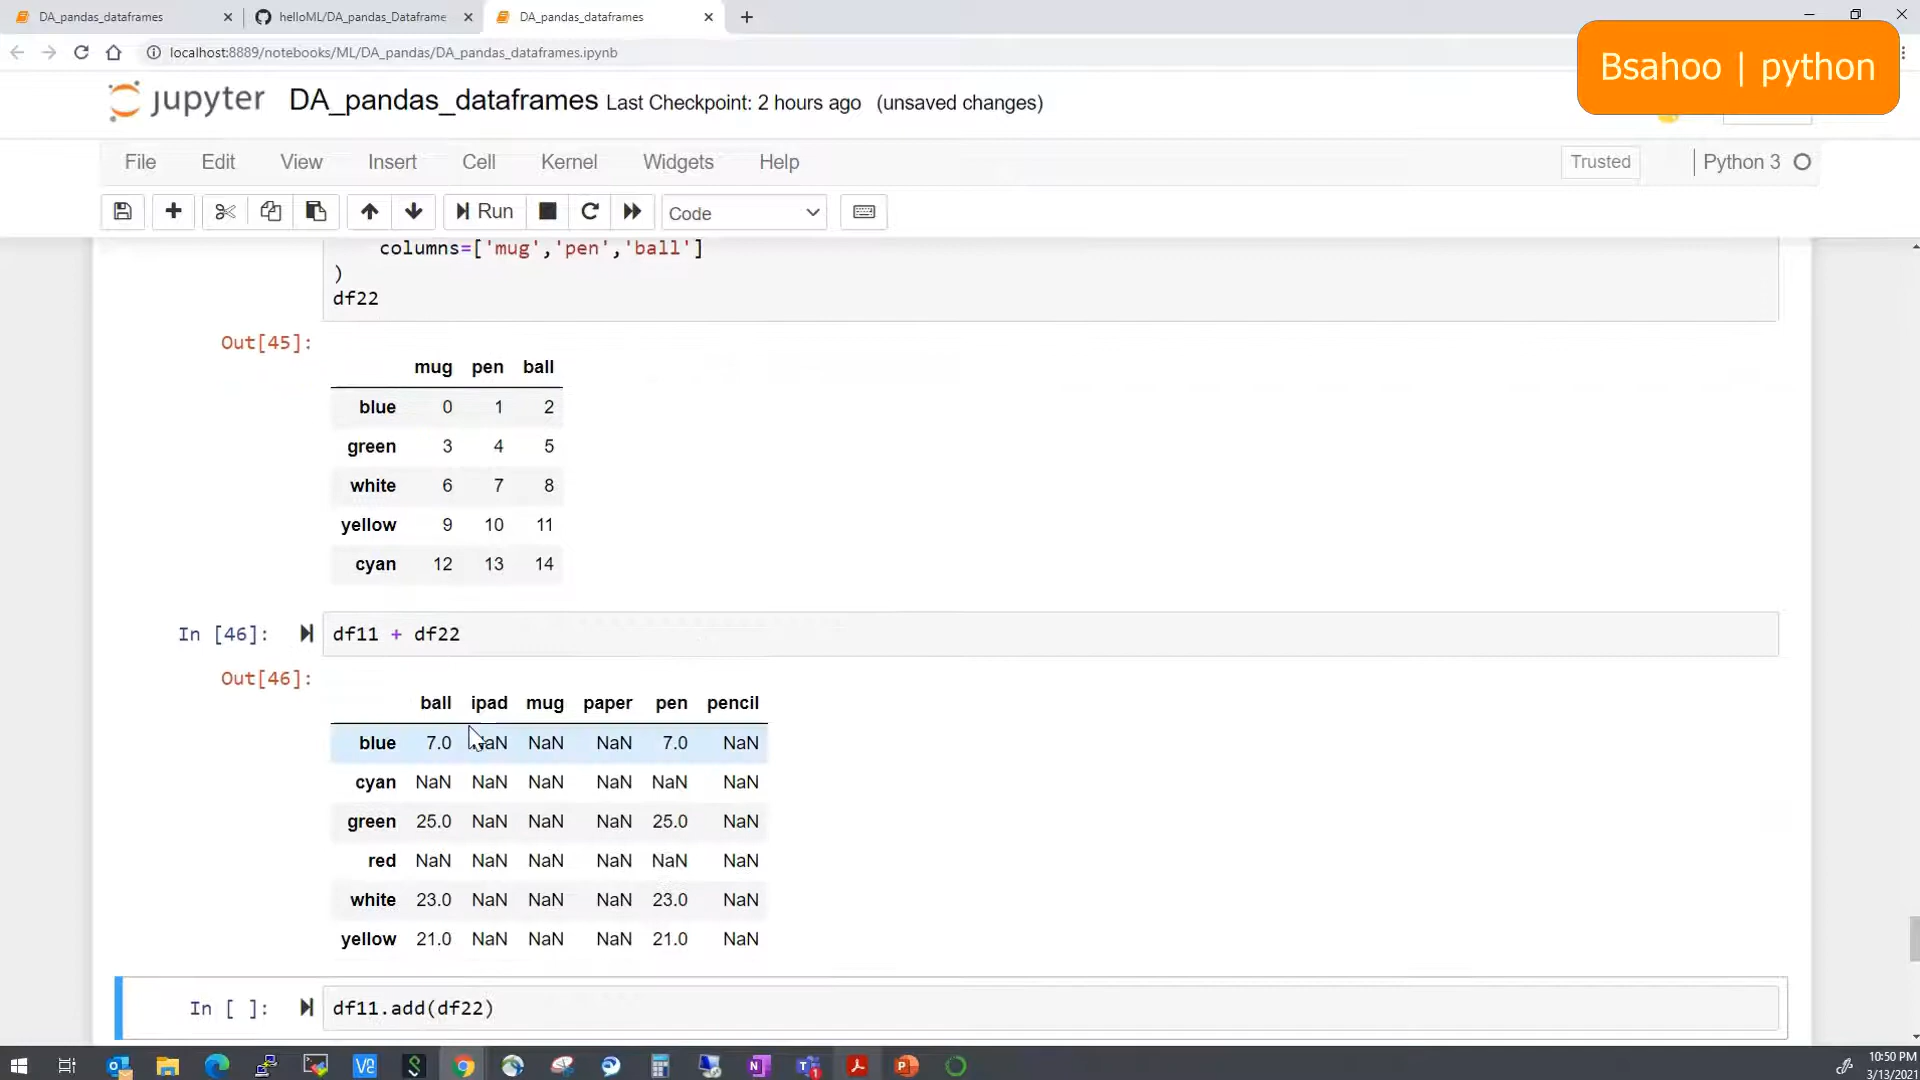 DA_pandas_dataframes
helloML/DA_pandas_Dataframe
DA_pandas_dataframes
localhost:8889/notebooks/ML/DA_pandas/DA_pandas_dataframes.ipynb
Bsahoo | python
jupyter DA_pandas_dataframes Last Checkpoint: 2 hours ago (unsaved changes)
File Edit View Insert Cell Kernel Widgets Help Trusted Python 3
Run Code
columns=['mug','pen','ball']
)
df22
Out[45]:
mug pen ball
blue 0 1 2
green 3 4 5
white 6 7 8
yellow 9 10 11
cyan 12 13 14
In [46]: df11 + df22
Out[46]:
ball ipad mug paper pen pencil
blue 7.0 NaN NaN NaN 7.0 NaN
cyan NaN NaN NaN NaN NaN NaN
green 25.0 NaN NaN NaN 25.0 NaN
red NaN NaN NaN NaN NaN NaN
white 23.0 NaN NaN NaN 23.0 NaN
yellow 21.0 NaN NaN NaN 21.0 NaN
In [ ]: df11.add(df22)
10:50 PM
3/13/2021